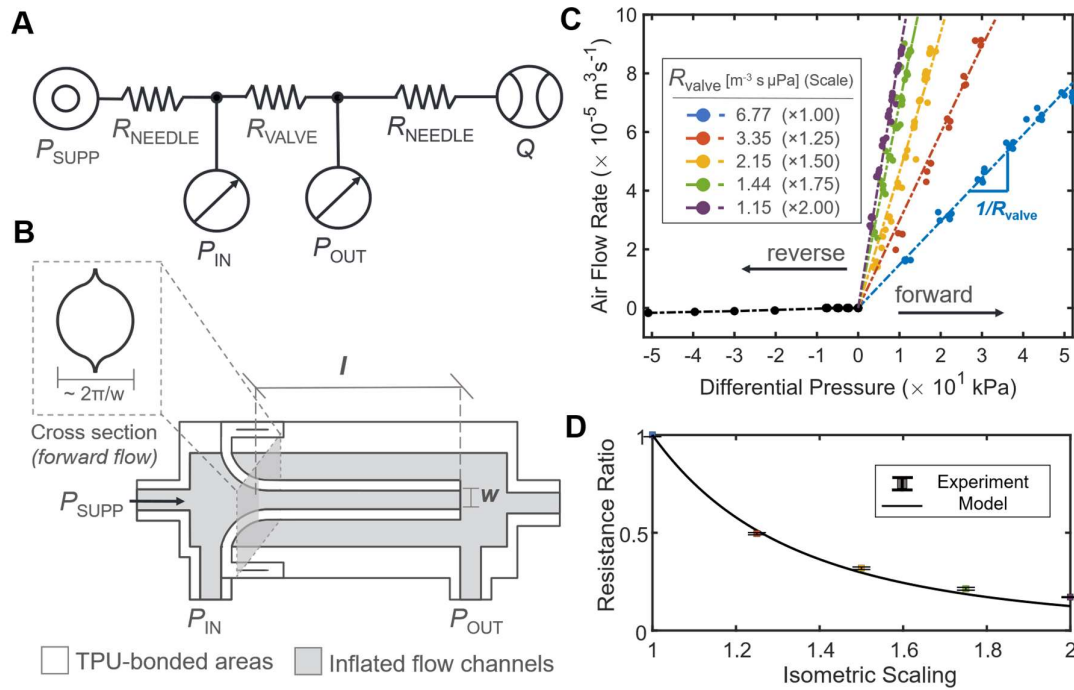 A
P_SUPP
R_NEEDLE
R_VALVE
R_NEEDLE
Q
P_IN
P_OUT
B
~ 2π/w
Cross section
(forward flow)
l
w
P_SUPP
P_IN
P_OUT
TPU-bonded areas
Inflated flow channels
C
Air Flow Rate (× 10⁻⁵ m³s⁻¹)
10
8
6
4
2
0
R_valve [m⁻³ s µPa] (Scale)
6.77 (×1.00)
3.35 (×1.25)
2.15 (×1.50)
1.44 (×1.75)
1.15 (×2.00)
1/R_valve
reverse
forward
-5 -4 -3 -2 -1 0 1 2 3 4 5
Differential Pressure (× 10¹ kPa)
D
Resistance Ratio
1
0.5
0
Experiment
Model
1 1.2 1.4 1.6 1.8 2
Isometric Scaling